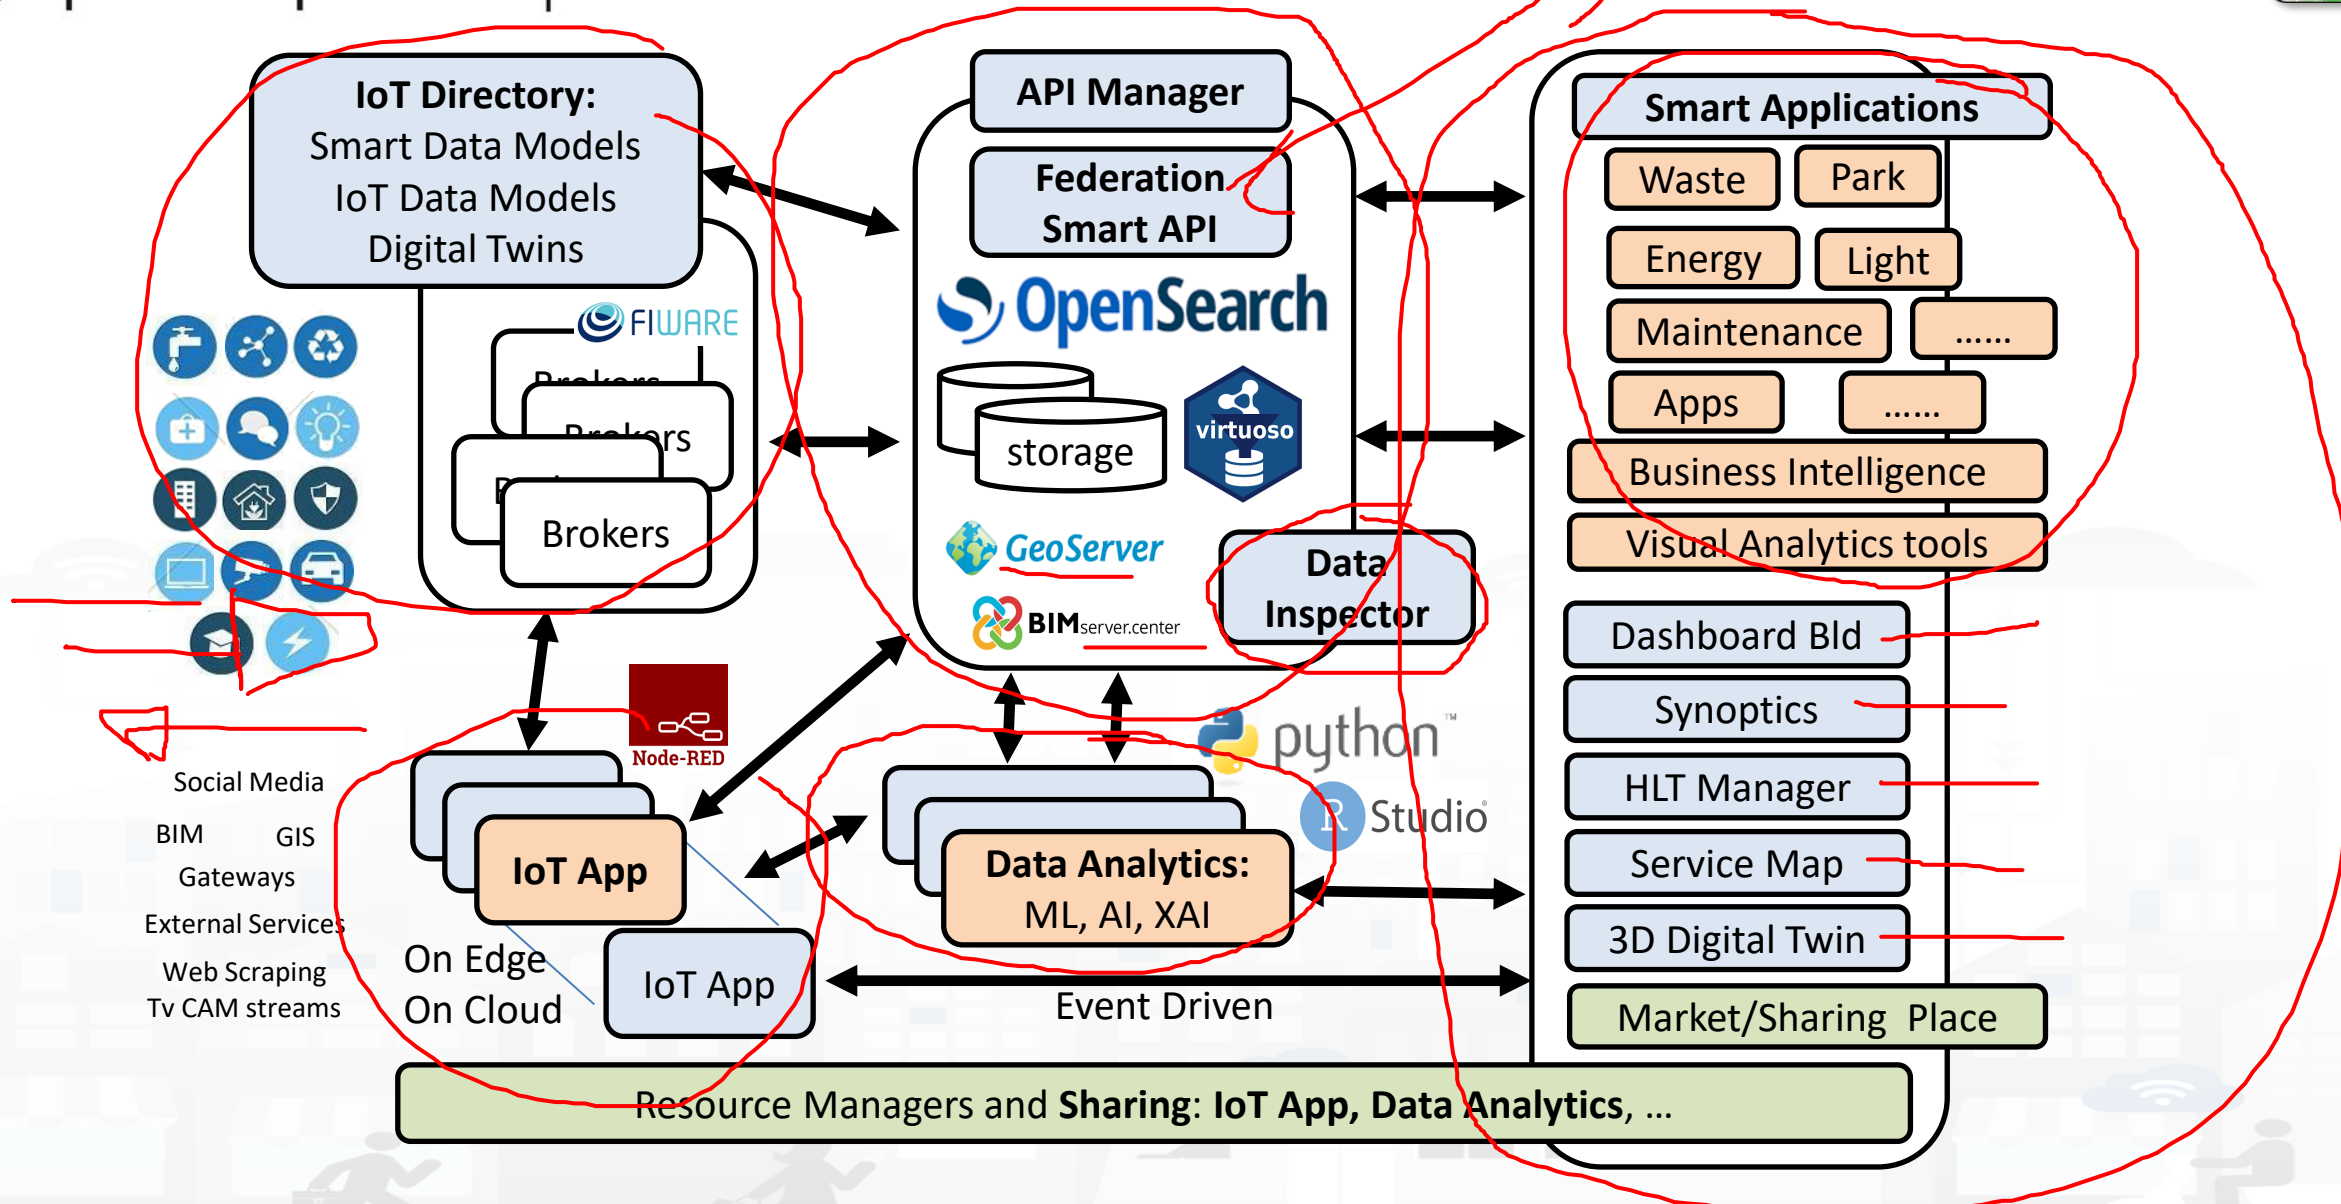 IoT Directory:
Smart Data Models
IoT Data Models
Digital Twins
FIWARE
Brokers
Brokers
Brokers
API Manager
Federation
Smart API
OpenSearch
storage
virtuoso
GeoServer
BIMserver.center
Data
Inspector
Smart Applications
Waste
Park
Energy
Light
Maintenance
......
Apps
......
Business Intelligence
Visual Analytics tools
Dashboard Bld
Synoptics
HLT Manager
Service Map
3D Digital Twin
Market/Sharing Place
Node-RED
Social Media
BIM
GIS
Gateways
External Services
Web Scraping
Tv CAM streams
IoT App
On Edge
On Cloud
IoT App
python™
R Studio®
Data Analytics:
ML, AI, XAI
Event Driven
Resource Managers and Sharing: IoT App, Data Analytics, ...